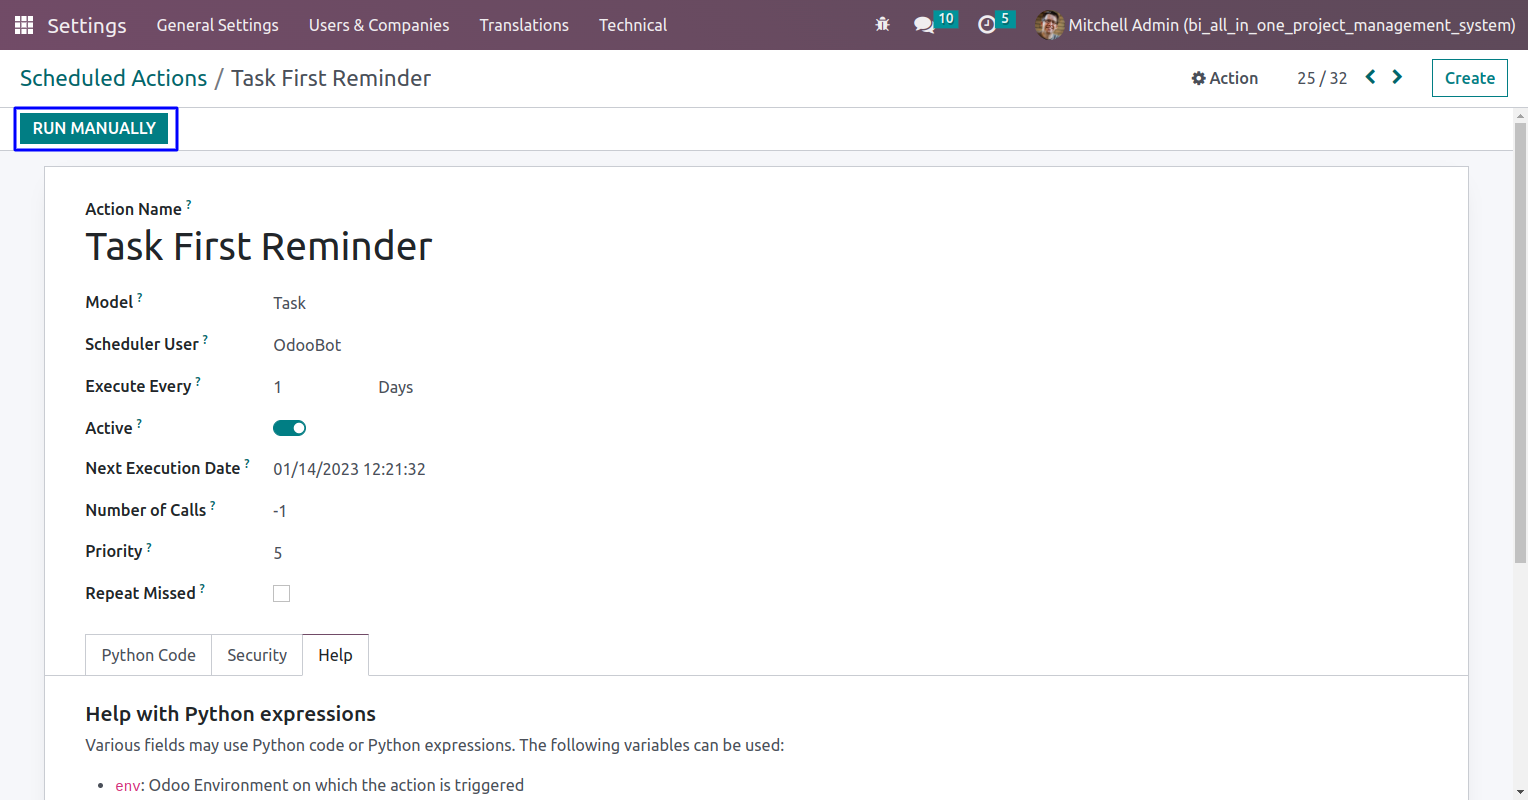 Settings General Settings Users & Companies Translations Technical 10 5 Mitchell Admin (bi_all_in_one_project_management_system)
Scheduled Actions / Task First Reminder Action 25 / 32 Create
RUN MANUALLY
Action Name ?
Task First Reminder
Model ? Task
Scheduler User ? OdooBot
Execute Every ? 1 Days
Active ?
Next Execution Date ? 01/14/2023 12:21:32
Number of Calls ? -1
Priority ? 5
Repeat Missed ?
Python Code Security Help
Help with Python expressions
Various fields may use Python code or Python expressions. The following variables can be used:
• env: Odoo Environment on which the action is triggered